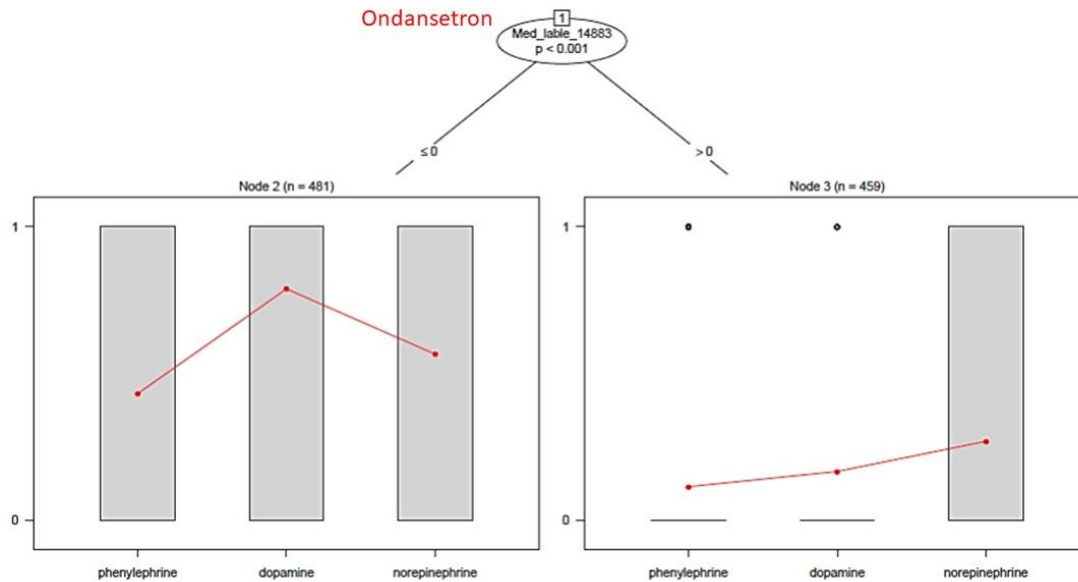 Ondansetron
1
Med_lable_14883
p < 0.001
≤ 0
> 0
Node 2 (n = 481)
1
0
phenylephrine
dopamine
norepinephrine
Node 3 (n = 459)
1
0
phenylephrine
dopamine
norepinephrine